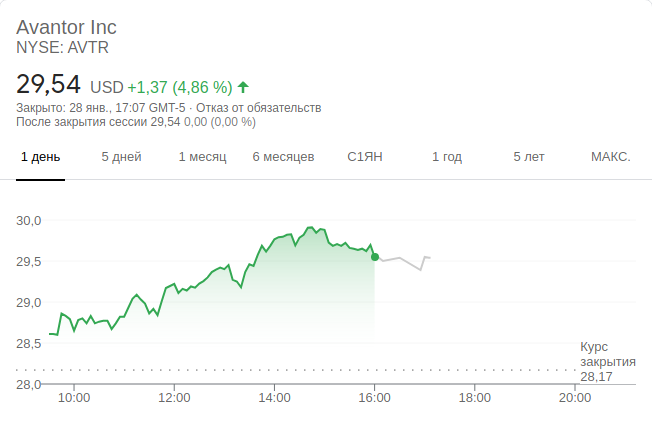 Avantor Inc
NYSE: AVTR
29,54 USD +1,37 (4,86 %)
Закрыто: 28 янв., 17:07 GMT-5 · Отказ от обязательств
После закрытия сессии 29,54 0,00 (0,00 %)
1 день 5 дней 1 месяц 6 месяцев С1ЯН 1 год 5 лет МАКС.
30,0
29,5
29,0
28,5
Курс
закрытия
28,17
28,0
10:00 12:00 14:00 16:00 18:00 20:00